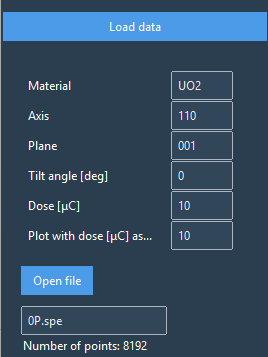 Load data
Material UO2
Axis 110
Plane 001
Tilt angle [deg] 0
Dose [µC] 10
Plot with dose [µC] as... 10
Open file
0P.spe
Number of points: 8192